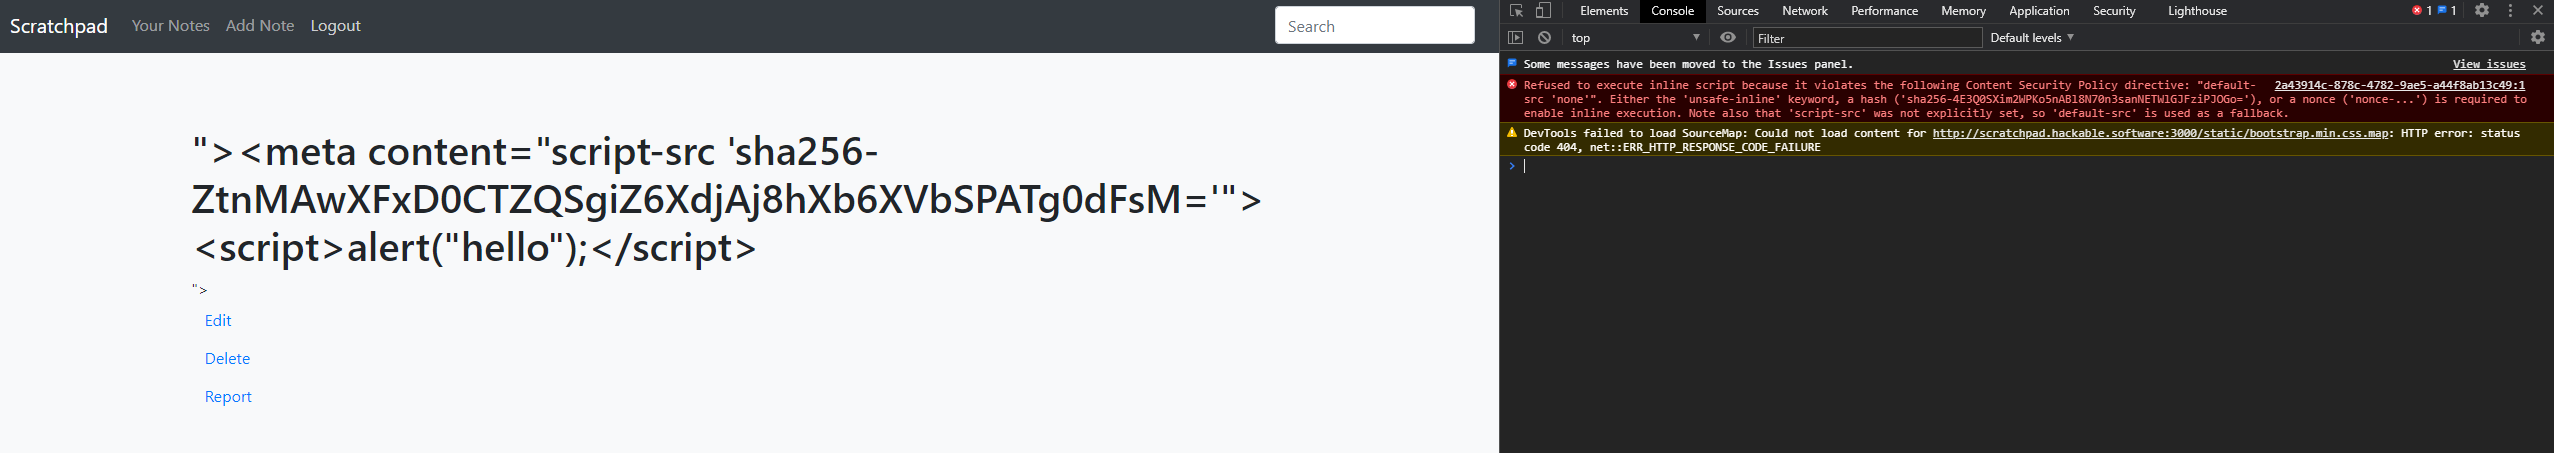 Scratchpad Your Notes Add Note Logout Search
"><meta content="script-src 'sha256-
ZtnMAwXFxD0CTZQSgiZ6XdjAj8hXb6XVbSPATg0dFsM='">
<script>alert("hello");</script>
">
Edit
Delete
Report
Elements Console Sources Network Performance Memory Application Security Lighthouse 1 1
top Filter Default levels
Some messages have been moved to the Issues panel. View issues
Refused to execute inline script because it violates the following Content Security Policy directive: "default- 2a43914c-878c-4782-9ae5-a44f8ab13c49:1
src 'none'". Either the 'unsafe-inline' keyword, a hash ('sha256-4E3Q0SXim2WPKo5nABl8N70n3sanNETWlGJFziPJOGo='), or a nonce ('nonce-...') is required to
enable inline execution. Note also that 'script-src' was not explicitly set, so 'default-src' is used as a fallback.
DevTools failed to load SourceMap: Could not load content for http://scratchpad.hackable.software:3000/static/bootstrap.min.css.map: HTTP error: status
code 404, net::ERR_HTTP_RESPONSE_CODE_FAILURE